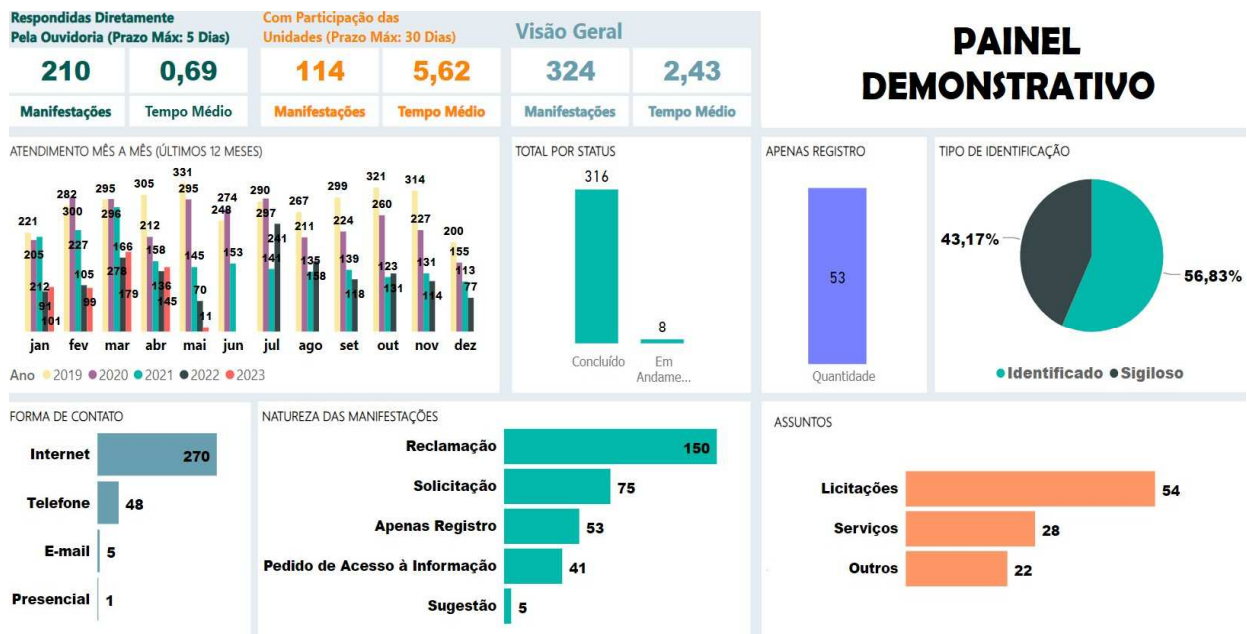 Respondidas Diretamente
Pela Ouvidoria (Prazo Máx: 5 Dias)
210
0,69
Manifestações
Tempo Médio
Com Participação das
Unidades (Prazo Máx: 30 Dias)
114
5,62
Manifestações
Tempo Médio
Visão Geral
324
2,43
Manifestações
Tempo Médio
PAINEL
DEMONSTRATIVO
ATENDIMENTO MÊS A MÊS (ÚLTIMOS 12 MESES)
221
205
212
91
101
282
300
227
105
99
295
296
166
278
179
305
212
158
136
145
331
295
145
70
11
274
248
153
290
297
241
141
267
211
135
158
299
224
139
118
321
260
123
131
314
227
131
114
200
155
113
77
jan fev mar abr mai jun jul ago set out nov dez
Ano 2019 2020 2021 2022 2023
TOTAL POR STATUS
316
8
Concluído
Em
Andame...
APENAS REGISTRO
53
Quantidade
TIPO DE IDENTIFICAÇÃO
43,17%
56,83%
Identificado Sigiloso
FORMA DE CONTATO
Internet 270
Telefone 48
E-mail 5
Presencial 1
NATUREZA DAS MANIFESTAÇÕES
Reclamação 150
Solicitação 75
Apenas Registro 53
Pedido de Acesso à Informação 41
Sugestão 5
ASSUNTOS
Licitações 54
Serviços 28
Outros 22